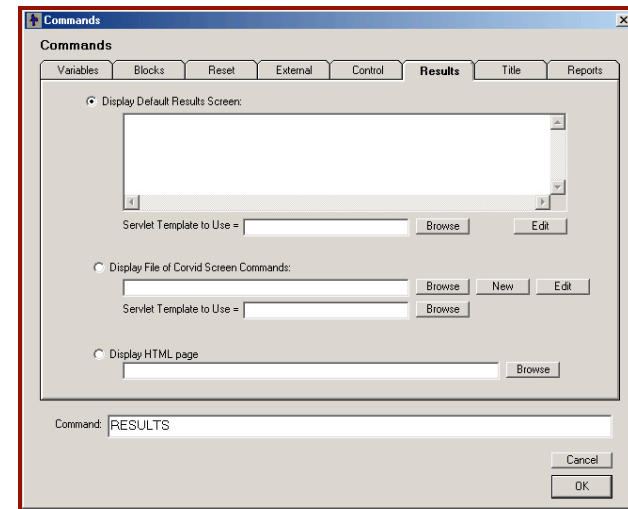 Commands
Commands
Variables Blocks Reset External Control Results Title Reports
Display Default Results Screen:
Servlet Template to Use = Browse Edit
Display File of Corvid Screen Commands:
Browse New Edit
Servlet Template to Use = Browse
Display HTML page
Browse
Command: RESULTS
Cancel
OK